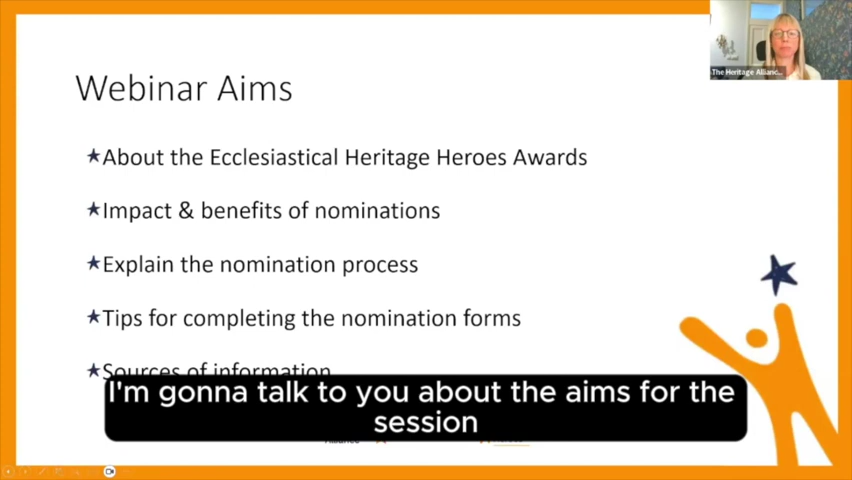 The Heritage Allianc...
Webinar Aims
About the Ecclesiastical Heritage Heroes Awards
Impact & benefits of nominations
Explain the nomination process
Tips for completing the nomination forms
Sources of information
I'm gonna talk to you about the aims for the
session